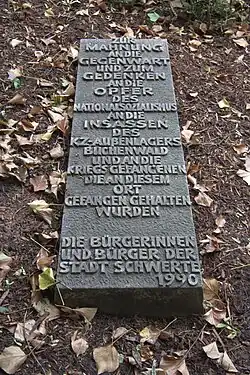 ZUR
MAHNUNG
AN DIE
GEGENWART
UND ZUM
GEDENKEN
AN DIE
OPFER
DES
NATIONALSOZIALISMUS
AN DIE
INSASSEN
DES
KZ-AUßENLAGERS
BUCHENWALD
UND AN DIE
KRIEGSGEFANGENEN
DIE AN DIESEM
ORT
GEFANGEN GEHALTEN
WURDEN
DIE BÜRGERINNEN
UND BÜRGER DER
STADT SCHWERTE
1990